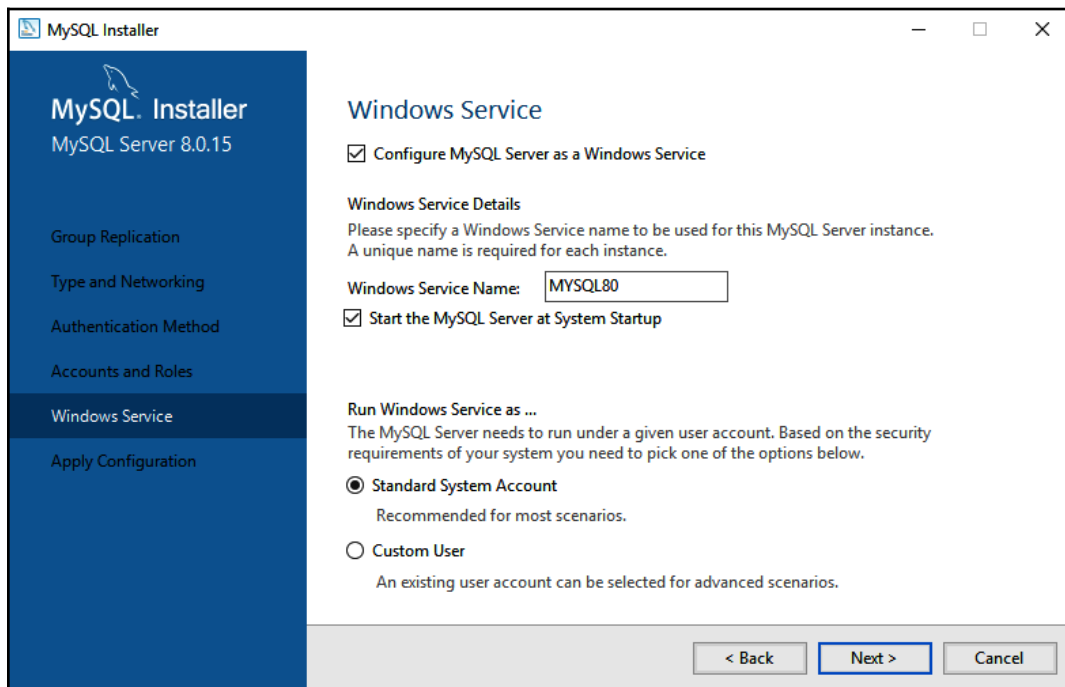 MySQL Installer
MySQL. Installer
MySQL Server 8.0.15
Group Replication
Type and Networking
Authentication Method
Accounts and Roles
Windows Service
Apply Configuration
Windows Service
Configure MySQL Server as a Windows Service
Windows Service Details
Please specify a Windows Service name to be used for this MySQL Server instance.
A unique name is required for each instance.
Windows Service Name: MYSQL80
Start the MySQL Server at System Startup
Run Windows Service as ...
The MySQL Server needs to run under a given user account. Based on the security
requirements of your system you need to pick one of the options below.
Standard System Account
Recommended for most scenarios.
Custom User
An existing user account can be selected for advanced scenarios.
< Back Next > Cancel